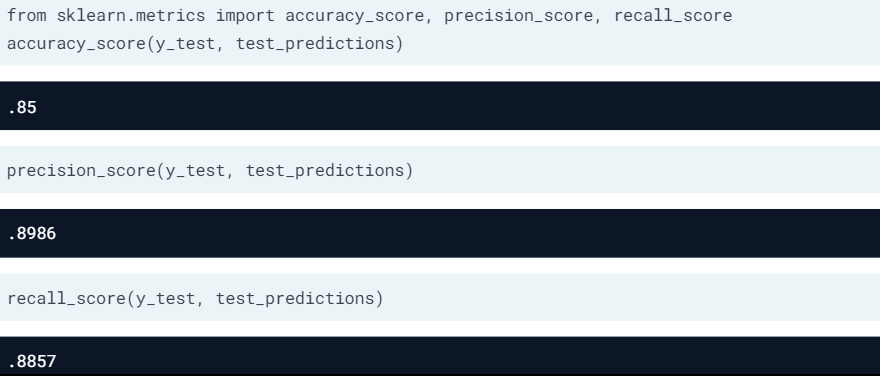 from sklearn.metrics import accuracy_score, precision_score, recall_score
accuracy_score(y_test, test_predictions)
.85
precision_score(y_test, test_predictions)
.8986
recall_score(y_test, test_predictions)
.8857